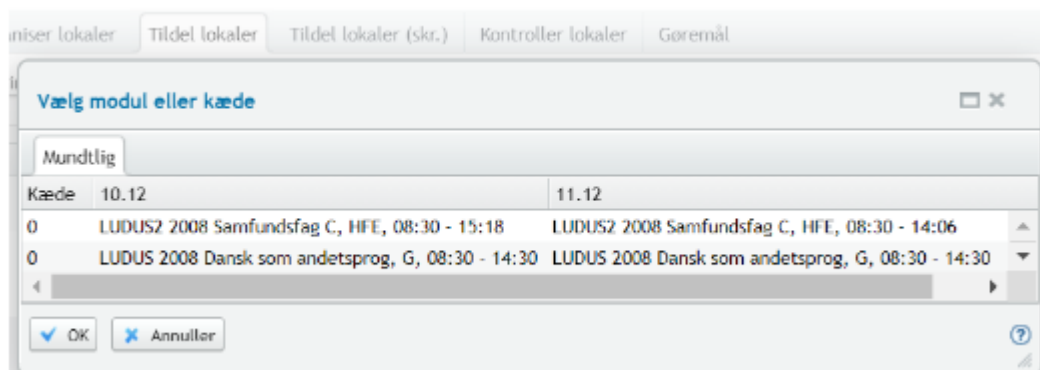 niser lokaler Tildel lokaler Tildel lokaler (skr.) Kontroller lokaler Gøremål
Vælg modul eller kæde
Mundtlig
Kæde 10.12 11.12
0 LUDUS2 2008 Samfundsfag C, HFE, 08:30 - 15:18 LUDUS2 2008 Samfundsfag C, HFE, 08:30 - 14:06
0 LUDUS 2008 Dansk som andetsprog, G, 08:30 - 14:30 LUDUS 2008 Dansk som andetsprog, G, 08:30 - 14:30
OK Annuller